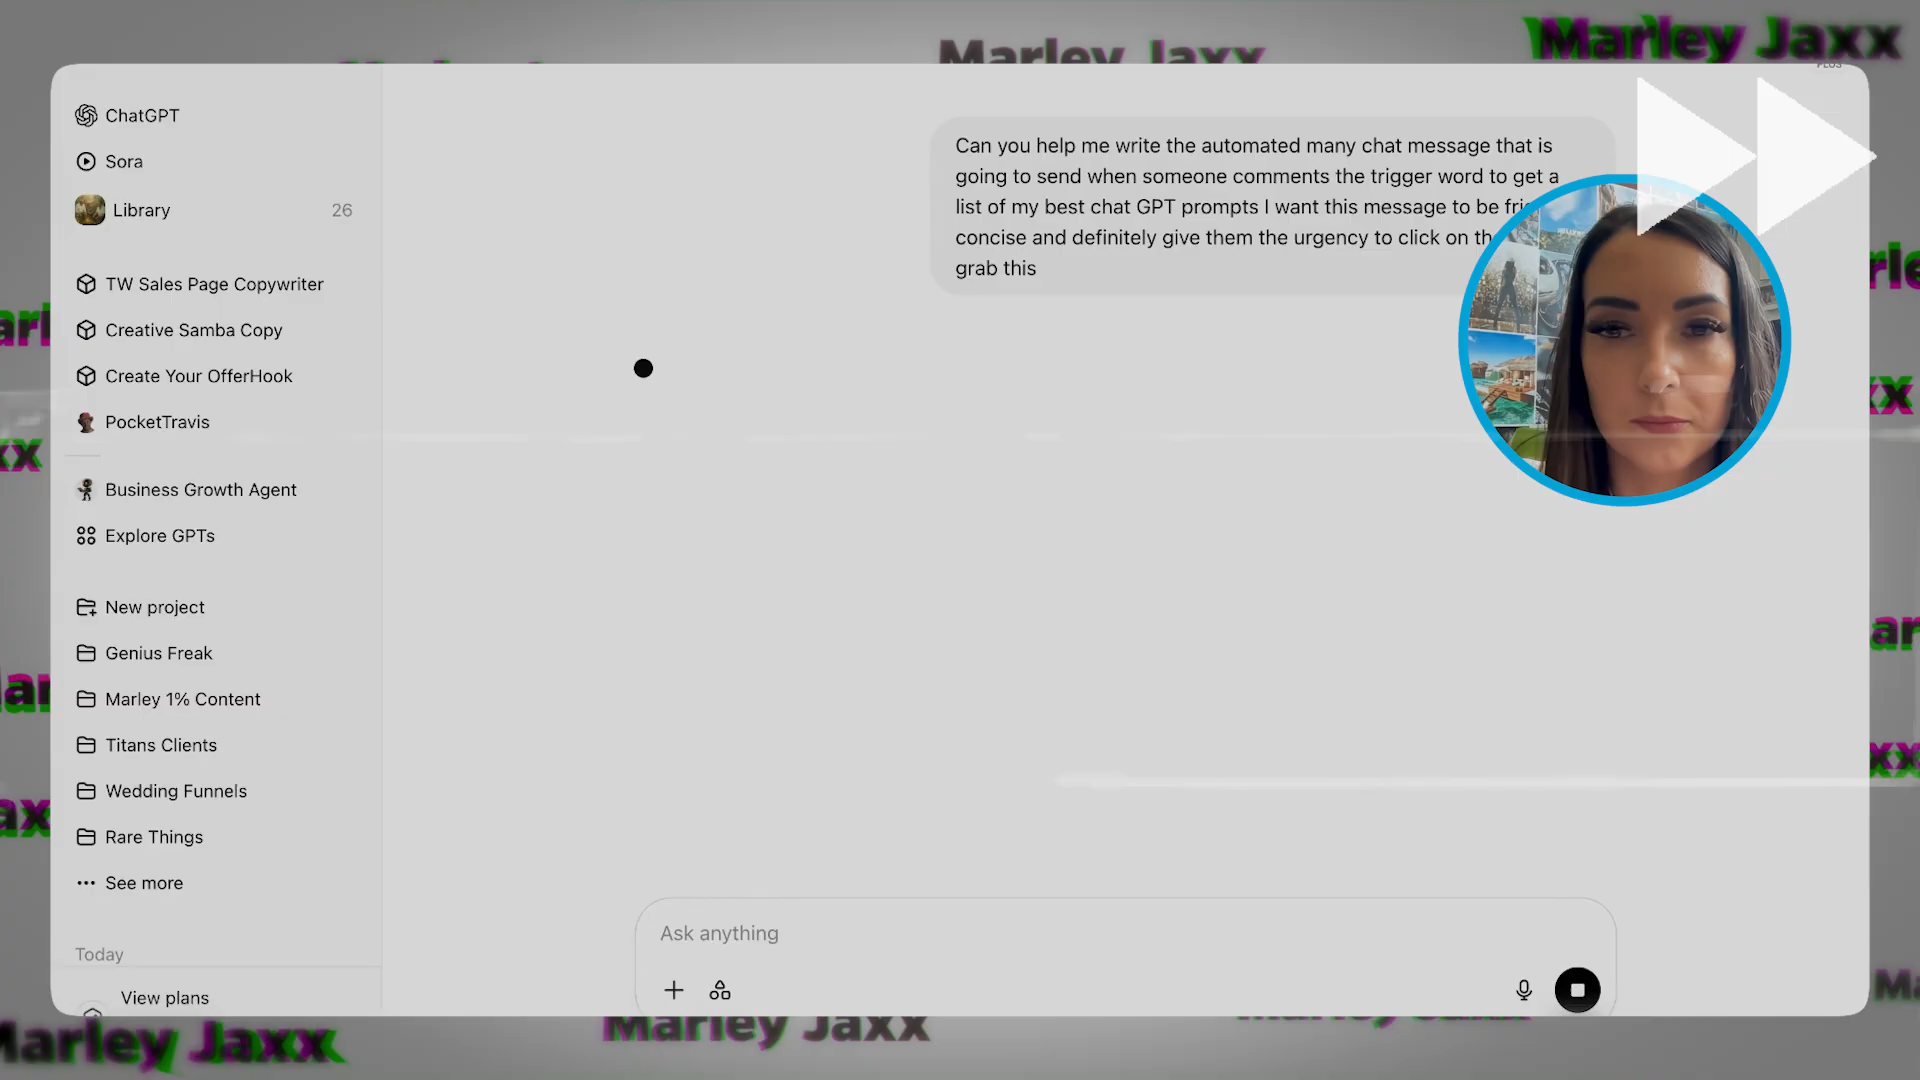 Marley Jaxx
Marley Jaxx
PLUS
ChatGPT
Sora
Library 26
TW Sales Page Copywriter
Creative Samba Copy
Create Your OfferHook
PocketTravis
Business Growth Agent
Explore GPTs
New project
Genius Freak
Marley 1% Content
Titans Clients
Wedding Funnels
Rare Things
See more
Today
View plans
Can you help me write the automated many chat message that is
going to send when someone comments the trigger word to get a
list of my best chat GPT prompts I want this message to be
concise and definitely give them the urgency to click on
grab this
Ask anything
Marley Jaxx
Marley Jaxx